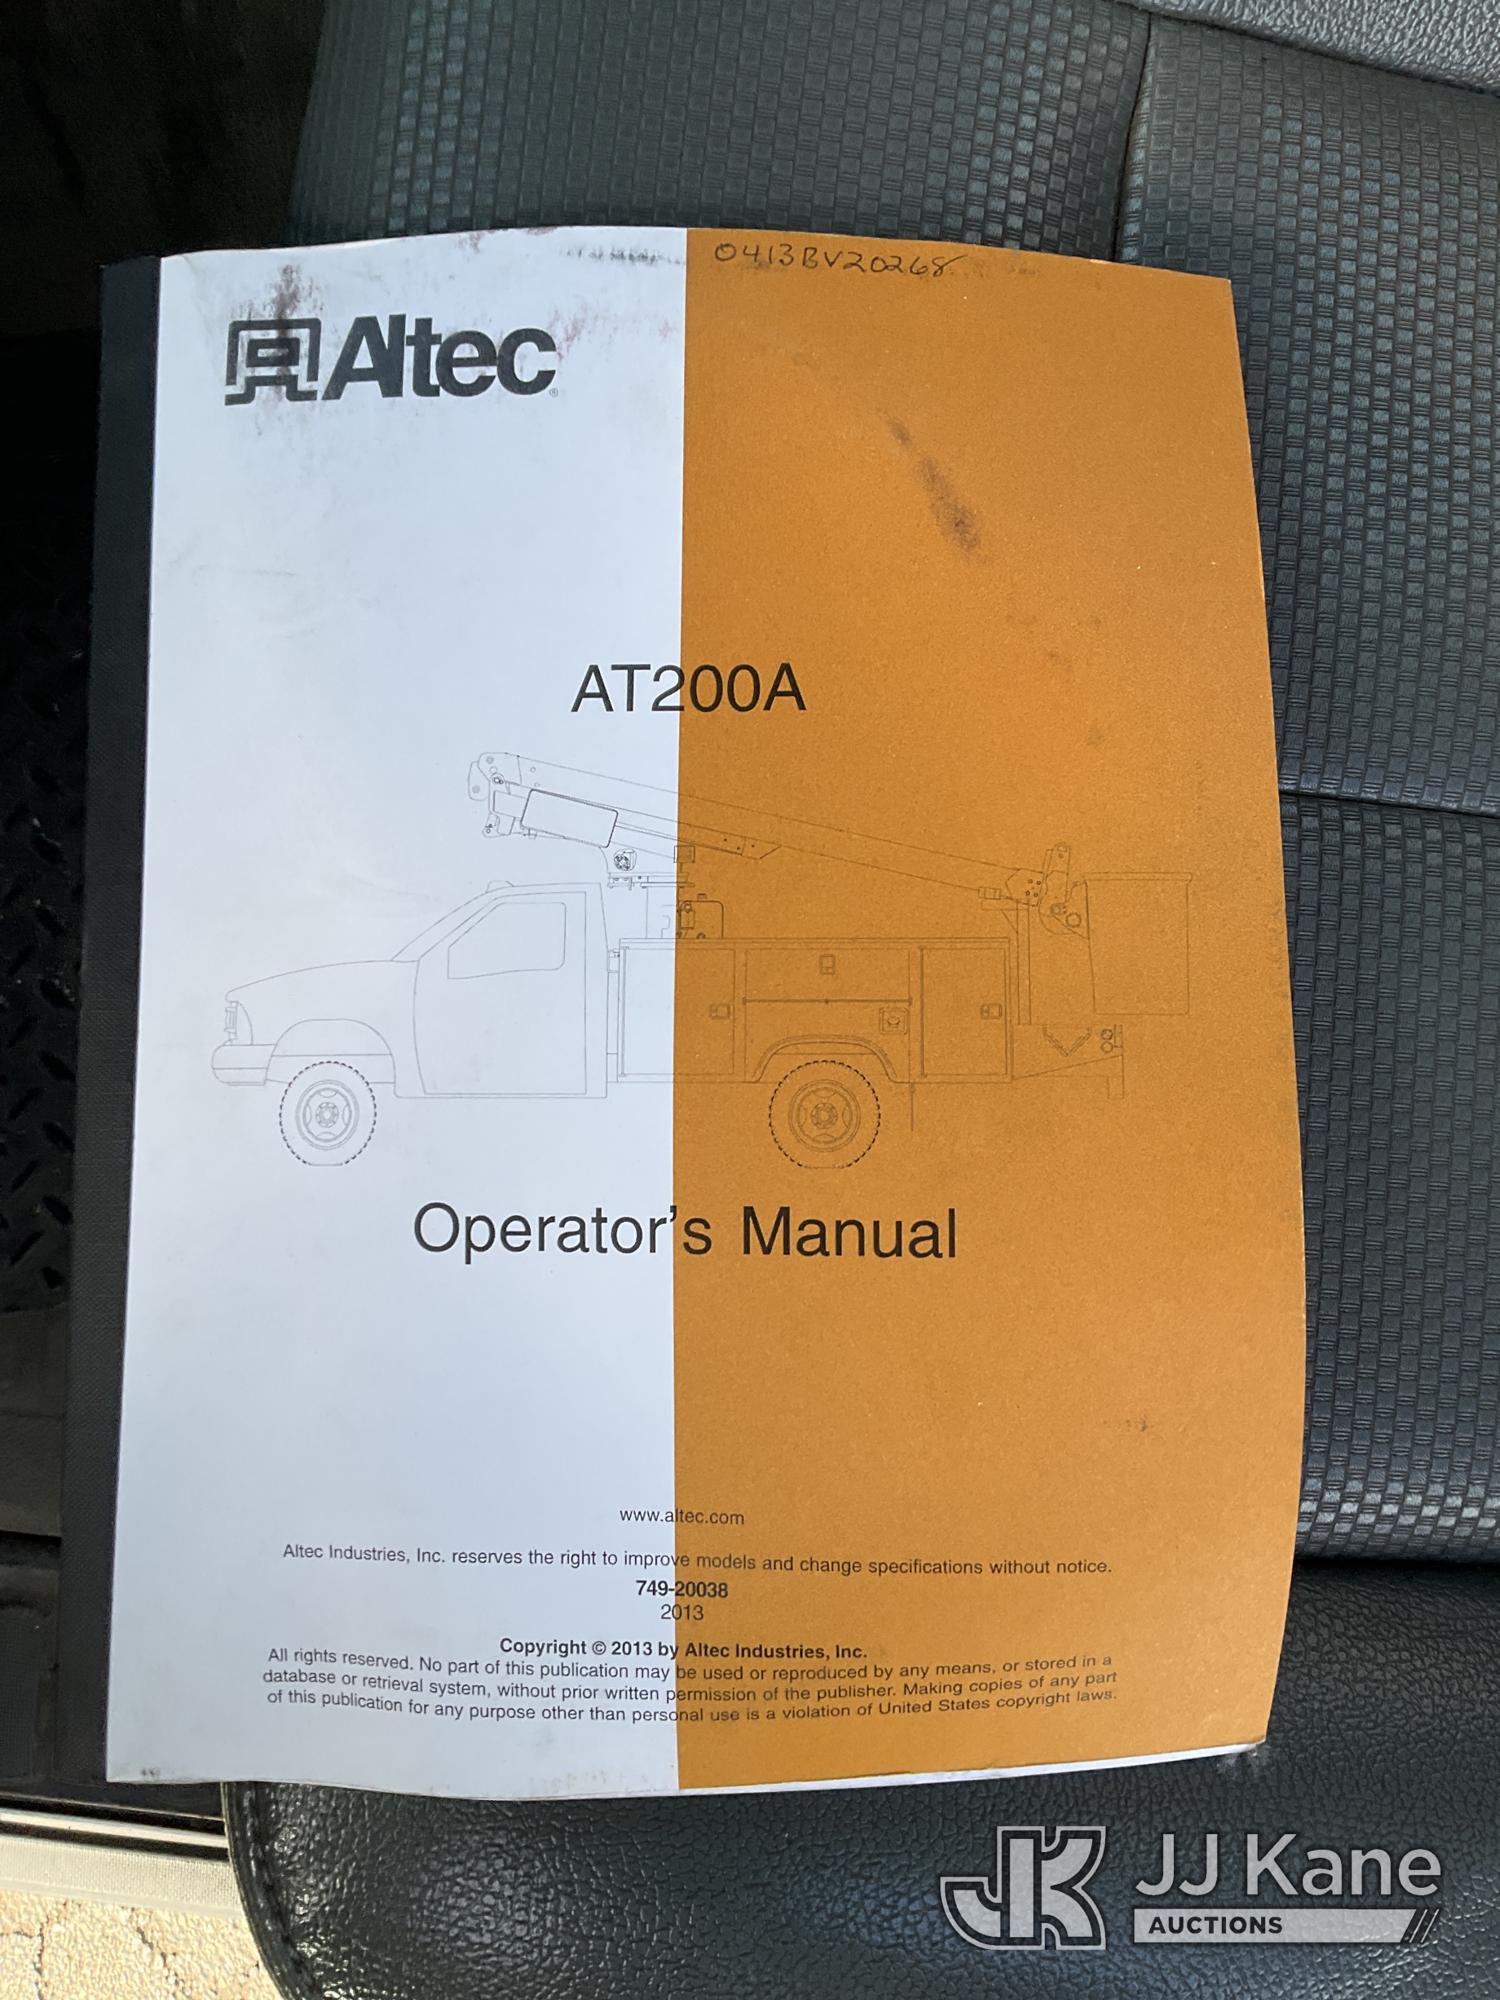 0413BV20268
Altec®
AT200A
Operator's Manual
www.altec.com
Altec Industries, Inc. reserves the right to improve models and change specifications without notice.
749-20038
2013
Copyright © 2013 by Altec Industries, Inc.
All rights reserved. No part of this publication may be used or reproduced by any means, or stored in a
database or retrieval system, without prior written permission of the publisher. Making copies of any part
of this publication for any purpose other than personal use is a violation of United States copyright laws.
JK JJ Kane
AUCTIONS